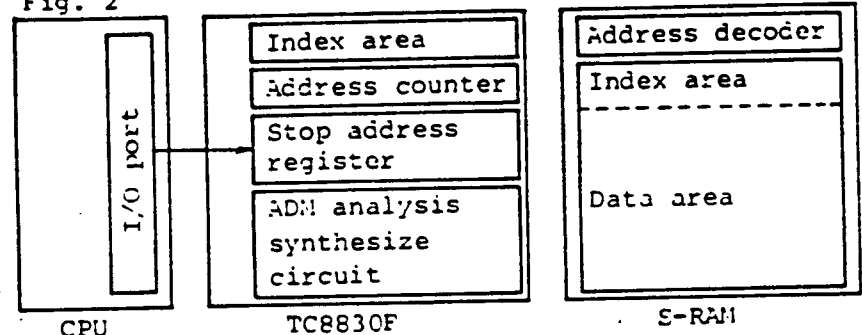 Fig. 2
I/O port
CPU
Index area
Address counter
Stop address
register
ADM analysis
synthesize
circuit
TC8830F
Address decoder
Index area
Data area
S-RAM